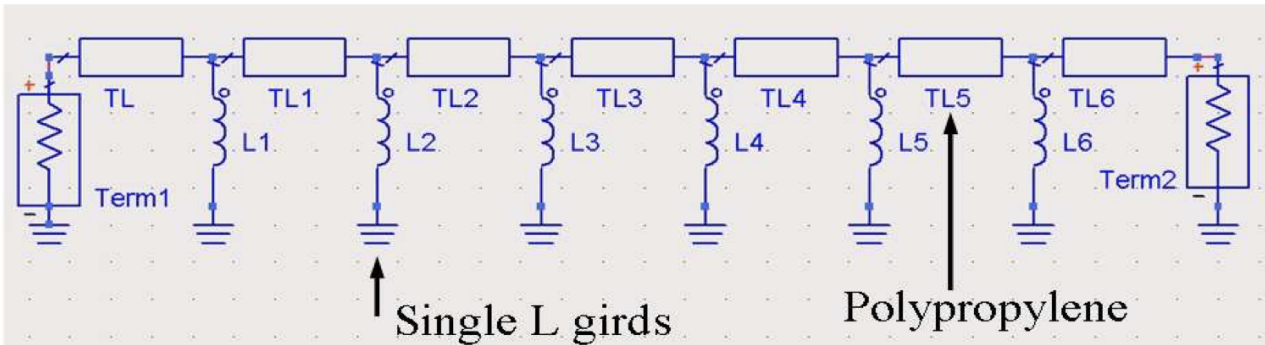 + +
TL TL1 TL2 TL3 TL4 TL5 TL6
L1 L2 L3 L4 L5 L6
Term1 Term2
− −
Single L girds
Polypropylene